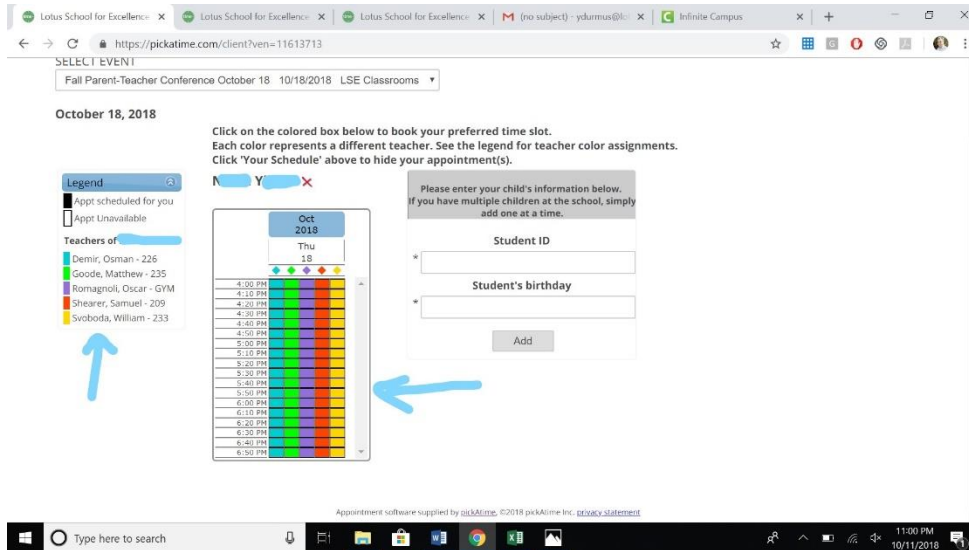 Lotus School for Excellence
Lotus School for Excellence
Lotus School for Excellence
(no subject) - ydurmus@lo
Infinite Campus
https://pickatime.com/client?ven=11613713
SELECT EVENT
Fall Parent-Teacher Conference October 18 10/18/2018 LSE Classrooms
October 18, 2018
Click on the colored box below to book your preferred time slot.
Each color represents a different teacher. See the legend for teacher color assignments.
Click 'Your Schedule' above to hide your appointment(s).
Legend
Appt scheduled for you
Appt Unavailable
Teachers of
Demir, Osman - 226
Goode, Matthew - 235
Romagnoli, Oscar - GYM
Shearer, Samuel - 209
Svoboda, William - 233
N Y
Oct
2018
Thu
18
4:00 PM
4:10 PM
4:20 PM
4:30 PM
4:40 PM
4:50 PM
5:00 PM
5:10 PM
5:20 PM
5:30 PM
5:40 PM
5:50 PM
6:00 PM
6:10 PM
6:20 PM
6:30 PM
6:40 PM
6:50 PM
Please enter your child's information below.
If you have multiple children at the school, simply
add one at a time.
Student ID
*
Student's birthday
*
Add
Appointment software supplied by pickAtime, ©2018 pickAtime Inc. privacy statement
Type here to search
11:00 PM
10/11/2018